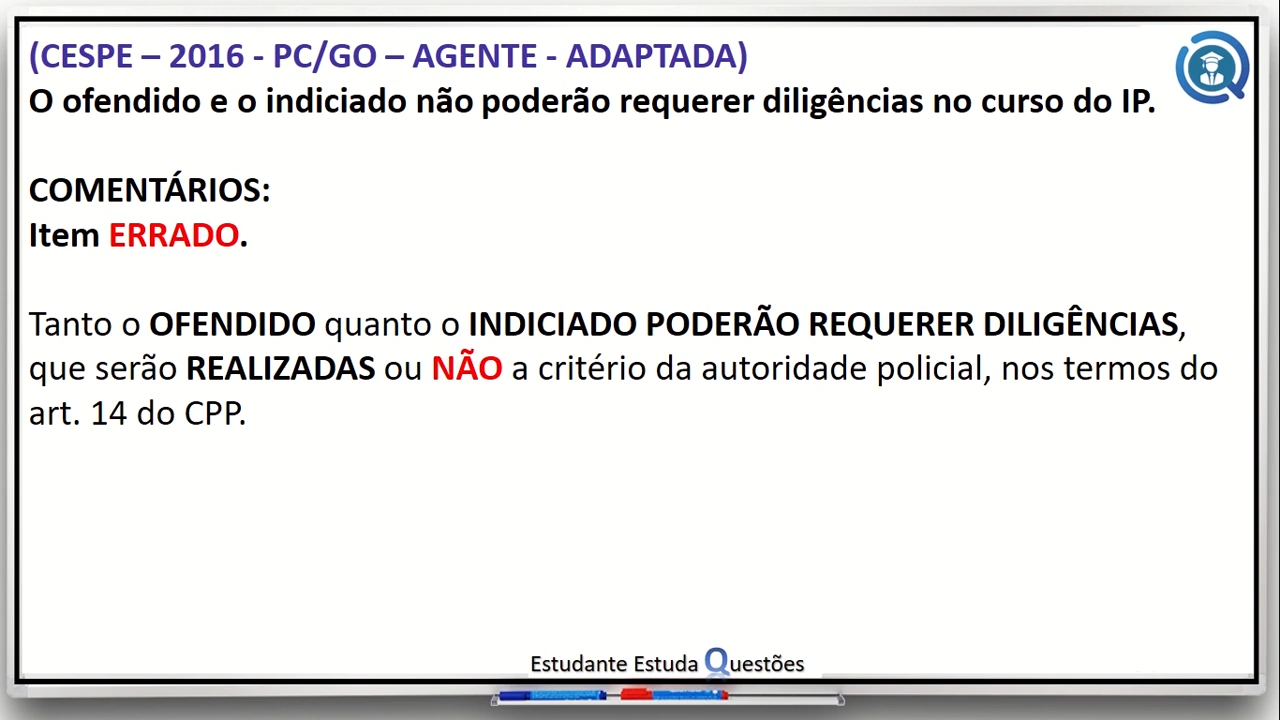 (CESPE – 2016 - PC/GO – AGENTE - ADAPTADA)
O ofendido e o indiciado não poderão requerer diligências no curso do IP.
COMENTÁRIOS:
Item ERRADO.
Tanto o OFENDIDO quanto o INDICIADO PODERÃO REQUERER DILIGÊNCIAS,
que serão REALIZADAS ou NÃO a critério da autoridade policial, nos termos do
art. 14 do CPP.
Estudante Estuda Questões